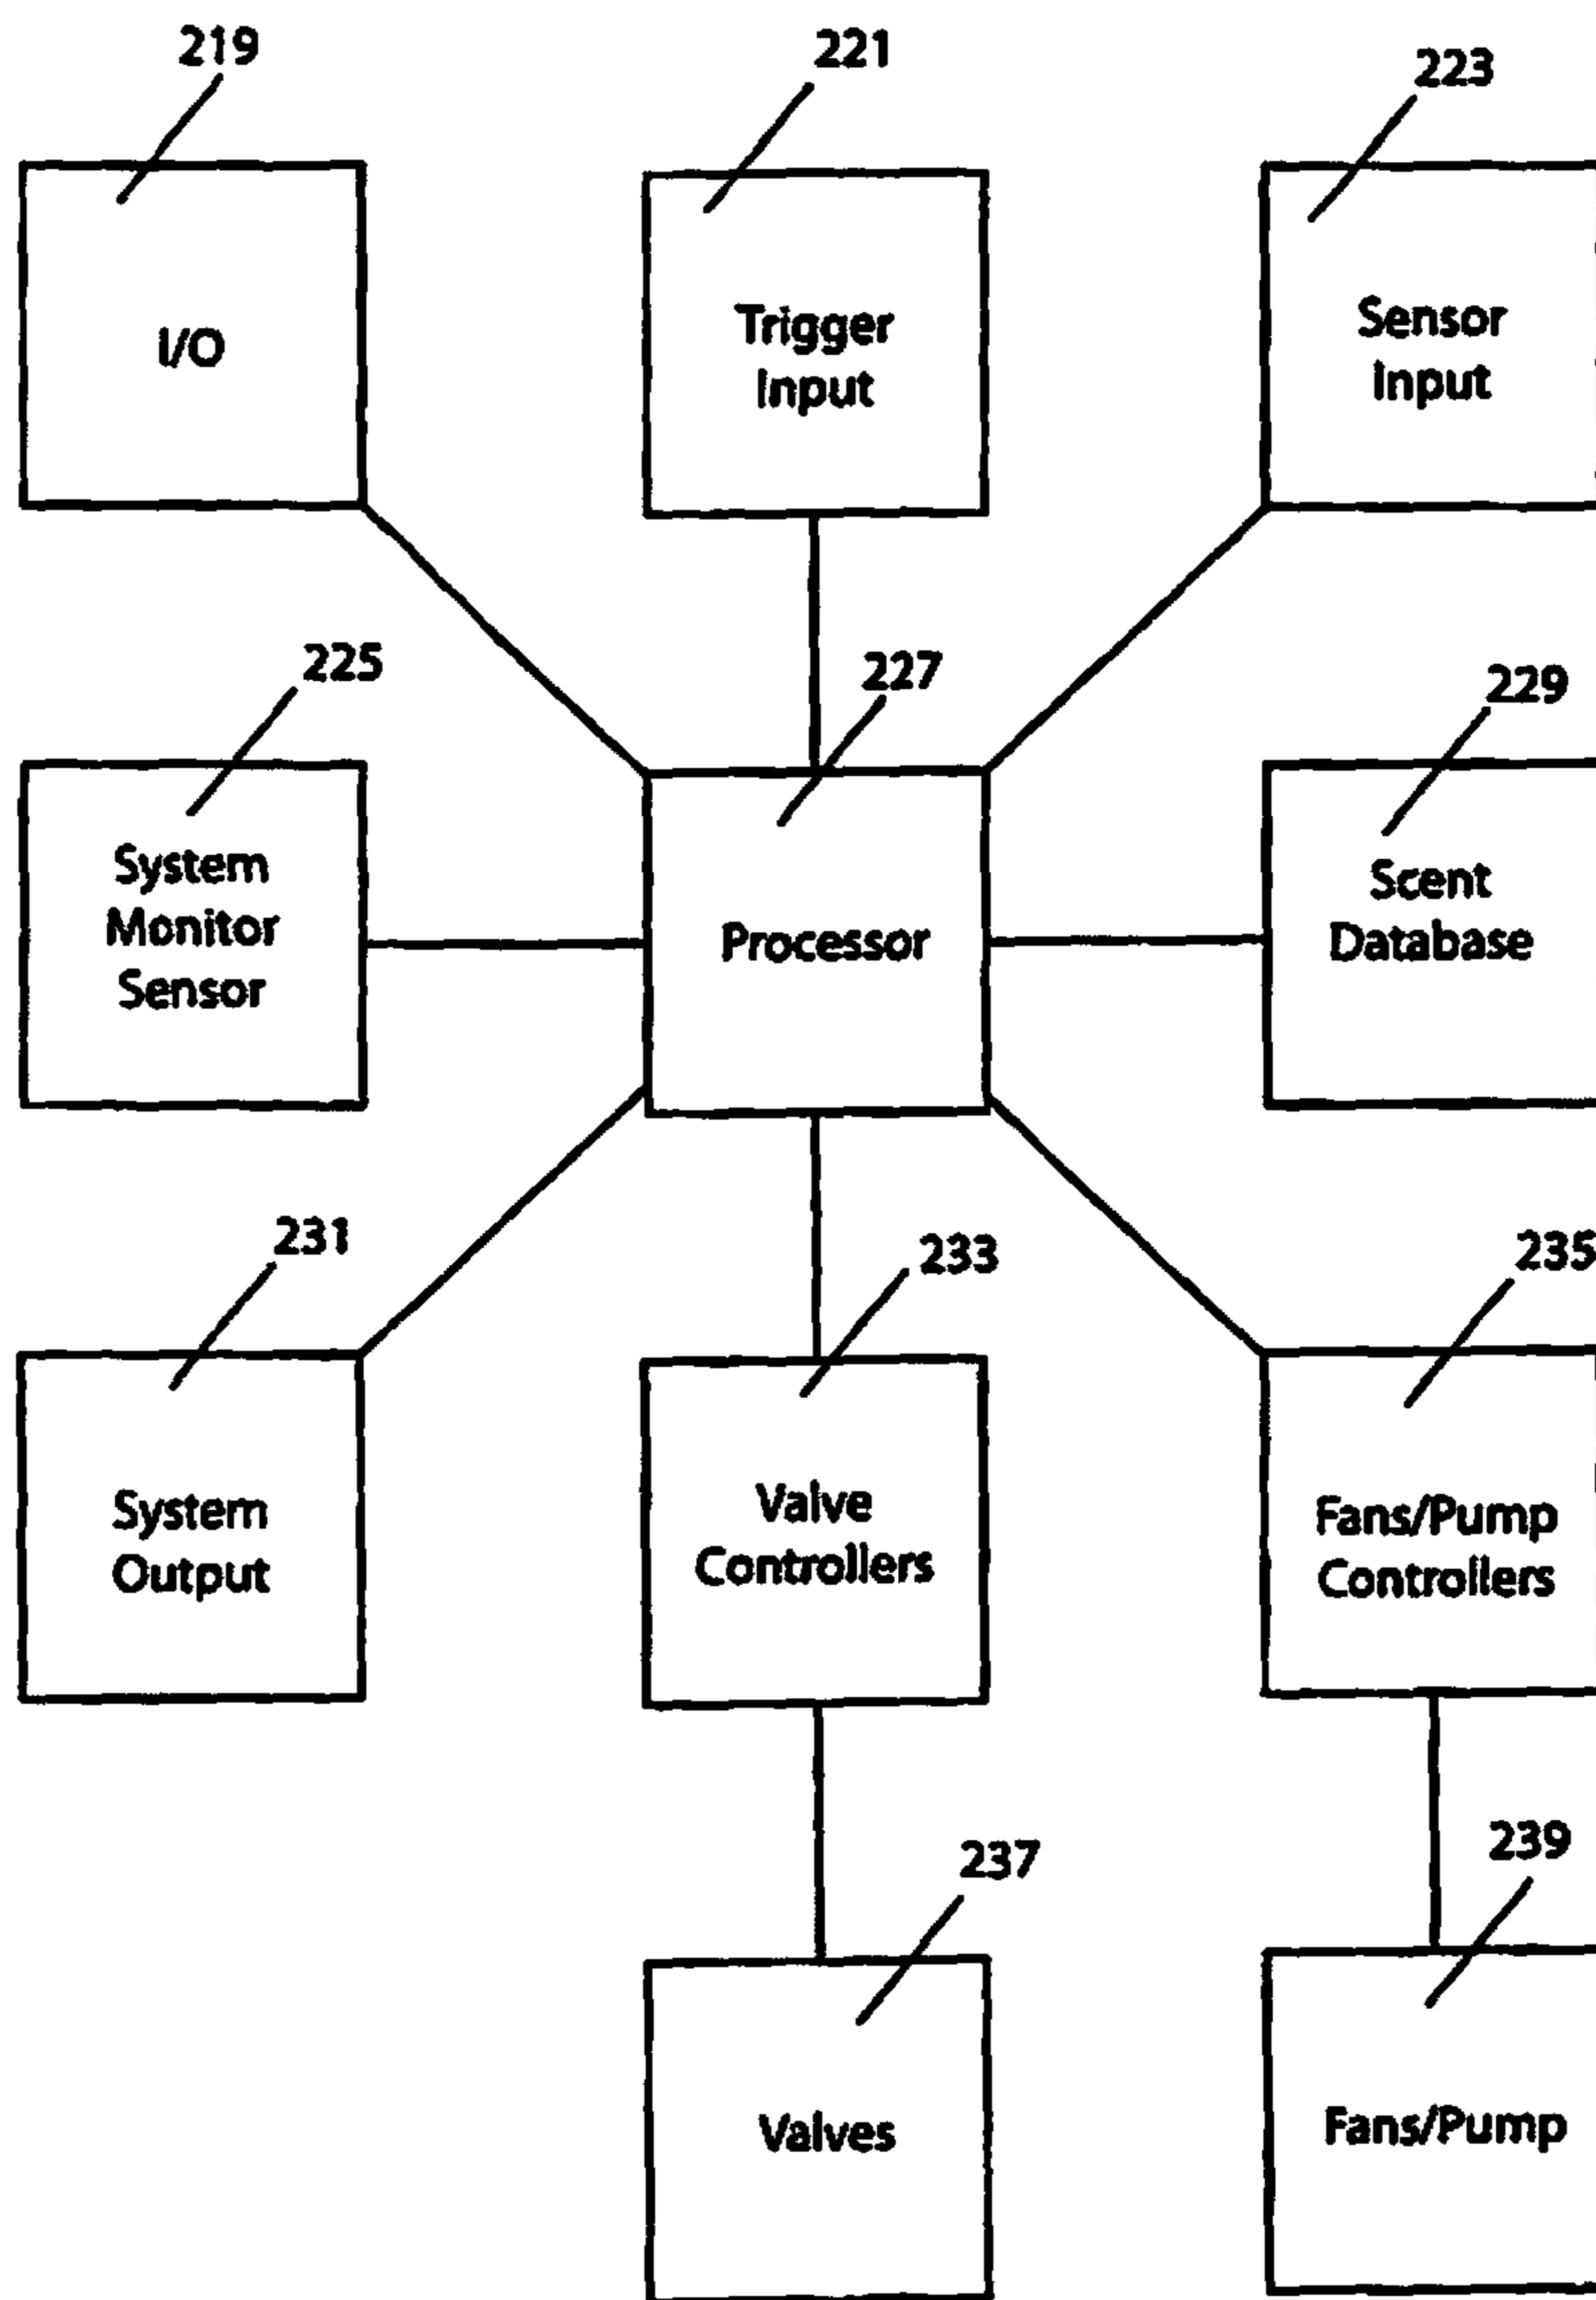 219
221
223
I/O
Trigger
Input
Sensor
Input
225
227
229
System
Monitor
Sensor
Processor
Scent
Database
231
233
235
System
Output
Valve
Controllers
Fans/Pump
Controllers
237
239
Valves
Fans/Pump